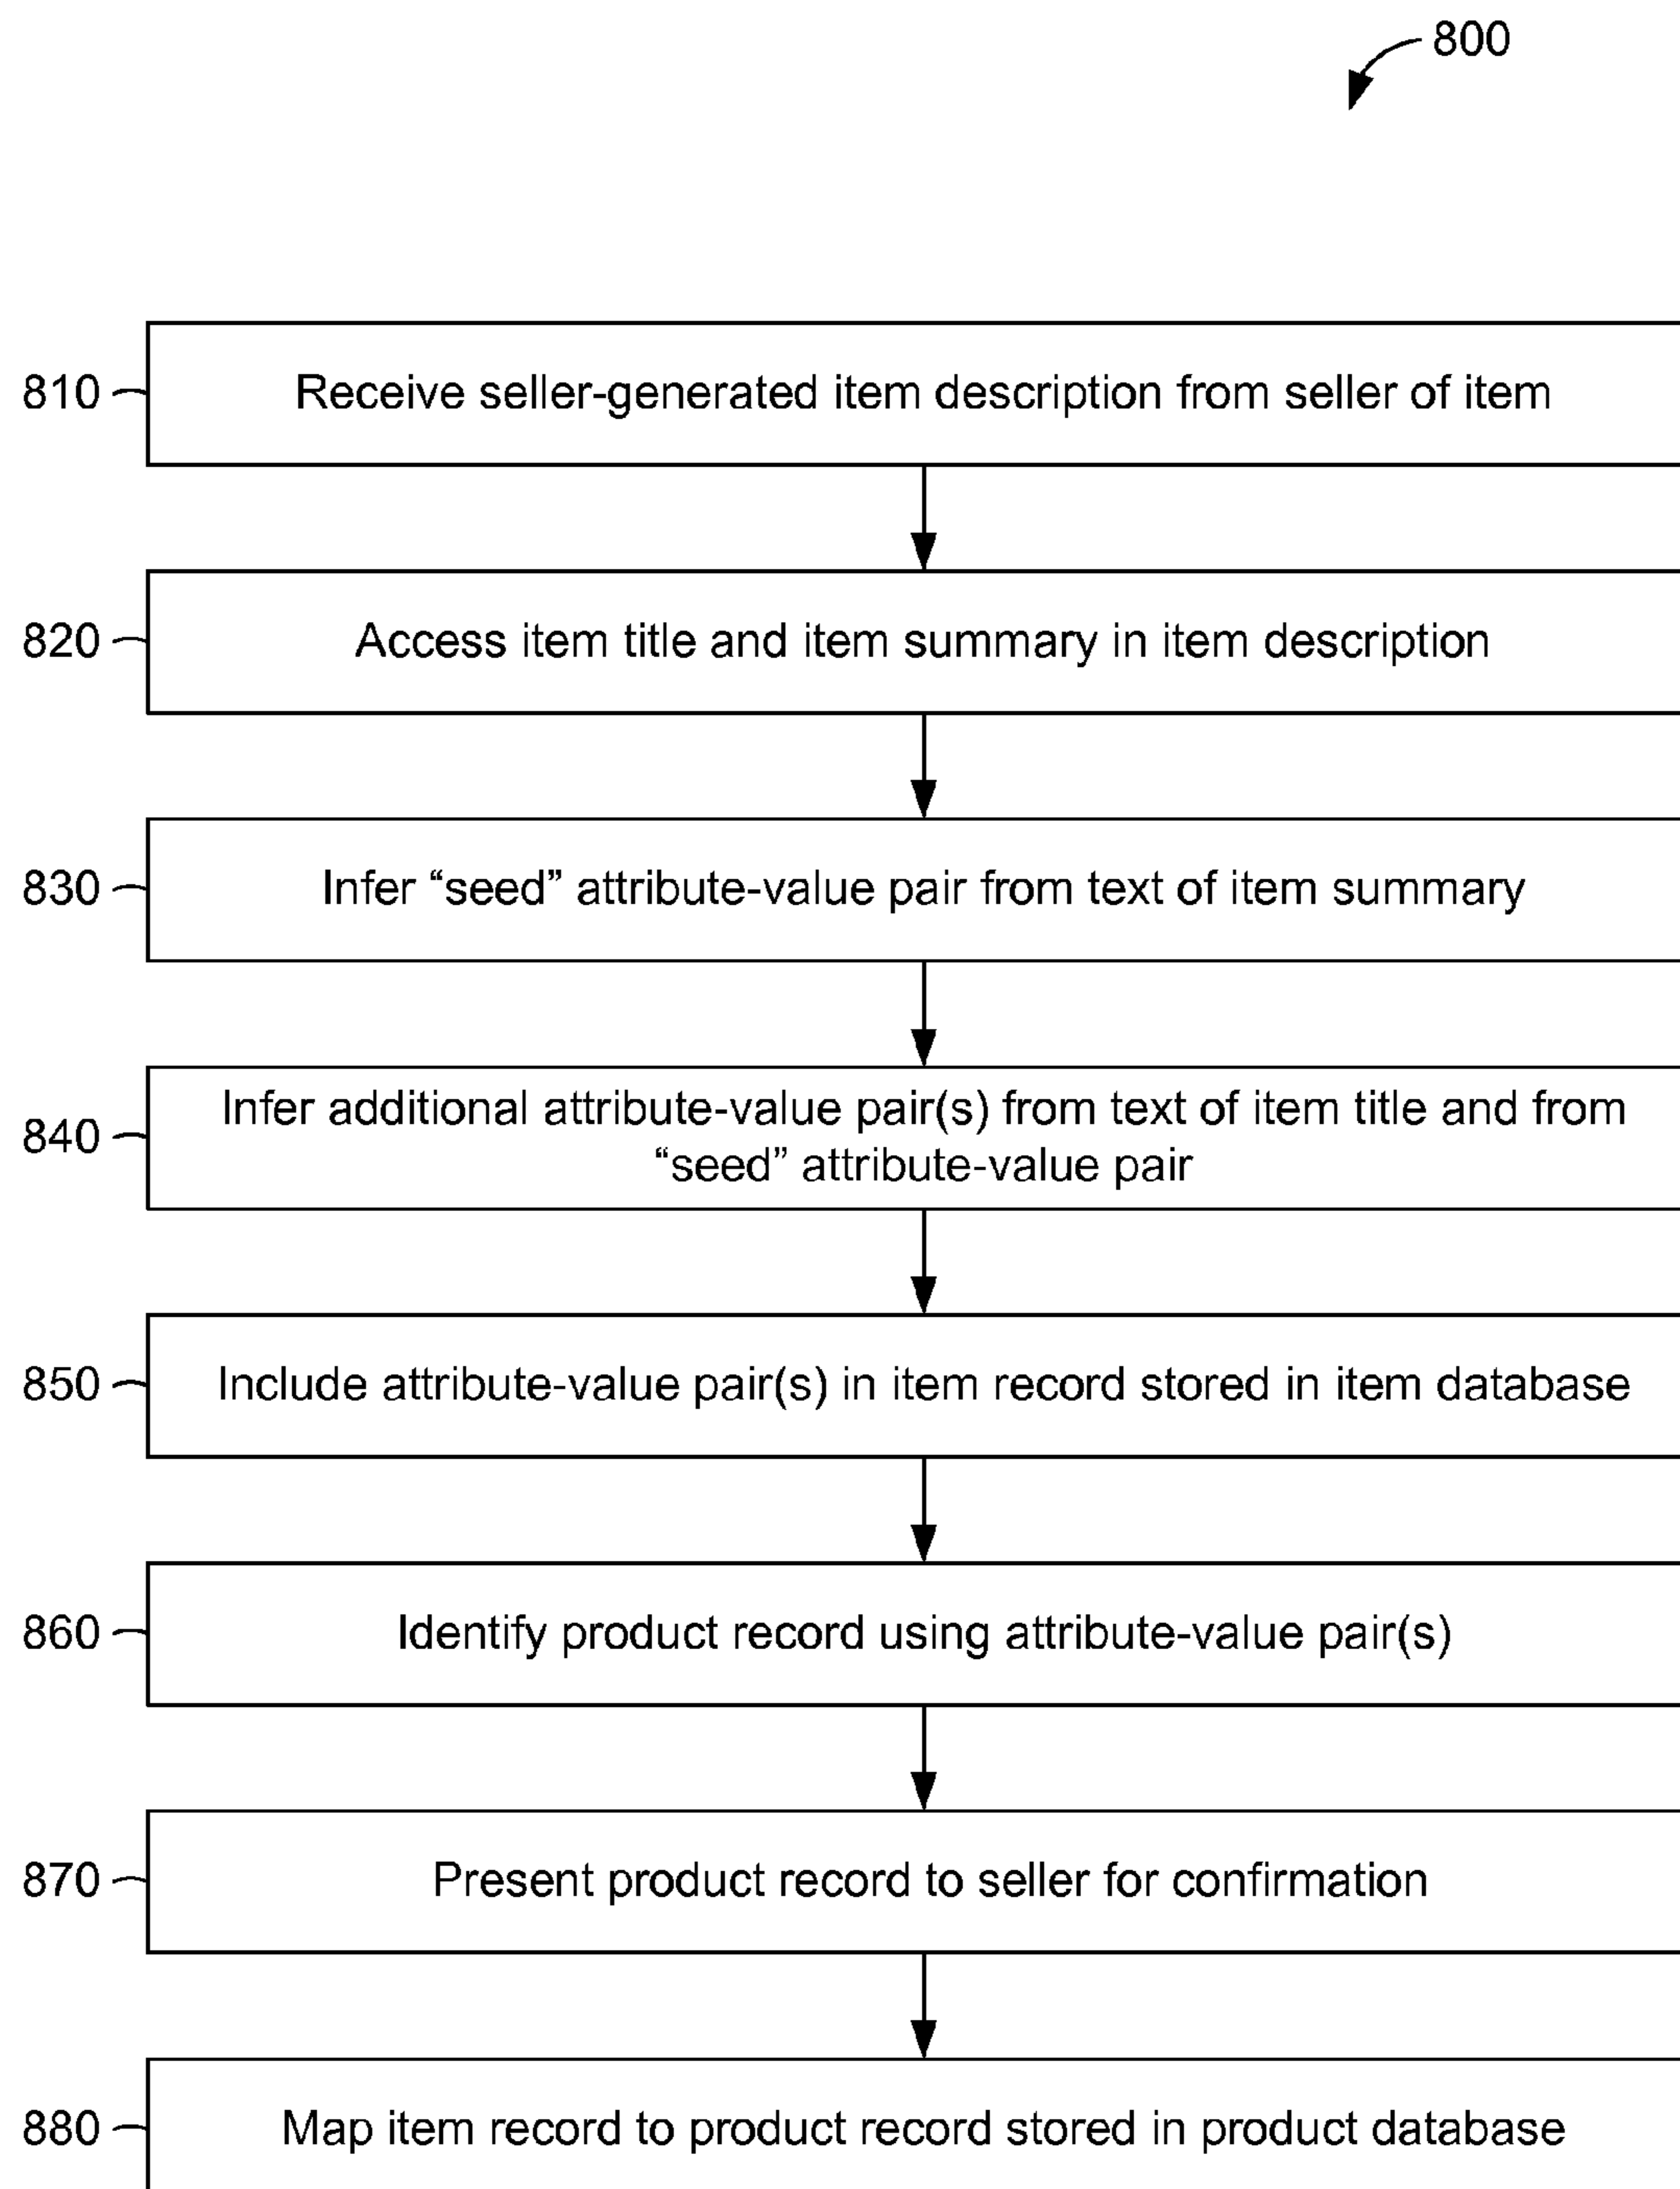 800
810
Receive seller-generated item description from seller of item
820
Access item title and item summary in item description
830
Infer “seed” attribute-value pair from text of item summary
840
Infer additional attribute-value pair(s) from text of item title and from
“seed” attribute-value pair
850
Include attribute-value pair(s) in item record stored in item database
860
Identify product record using attribute-value pair(s)
870
Present product record to seller for confirmation
880
Map item record to product record stored in product database